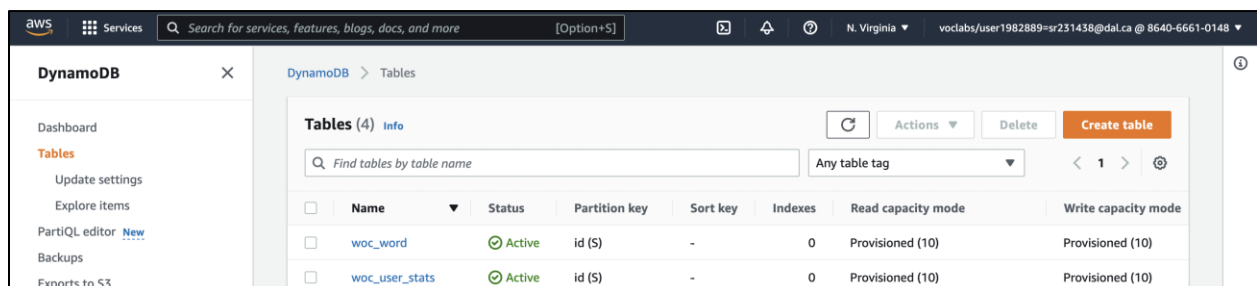 aws Services Search for services, features, blogs, docs, and more [Option+S] N. Virginia ▼ voclabs/user1982889=sr231438@dal.ca @ 8640-6661-0148 ▼
DynamoDB
Dashboard
Tables
Update settings
Explore items
PartiQL editor New
Backups
Exports to S3
DynamoDB > Tables
Tables (4) Info
Actions ▼ Delete Create table
Find tables by table name Any table tag ▼ < 1 >
Name ▼ Status Partition key Sort key Indexes Read capacity mode Write capacity mode
woc_word Active id (S) - 0 Provisioned (10) Provisioned (10)
woc_user_stats Active id (S) - 0 Provisioned (10) Provisioned (10)